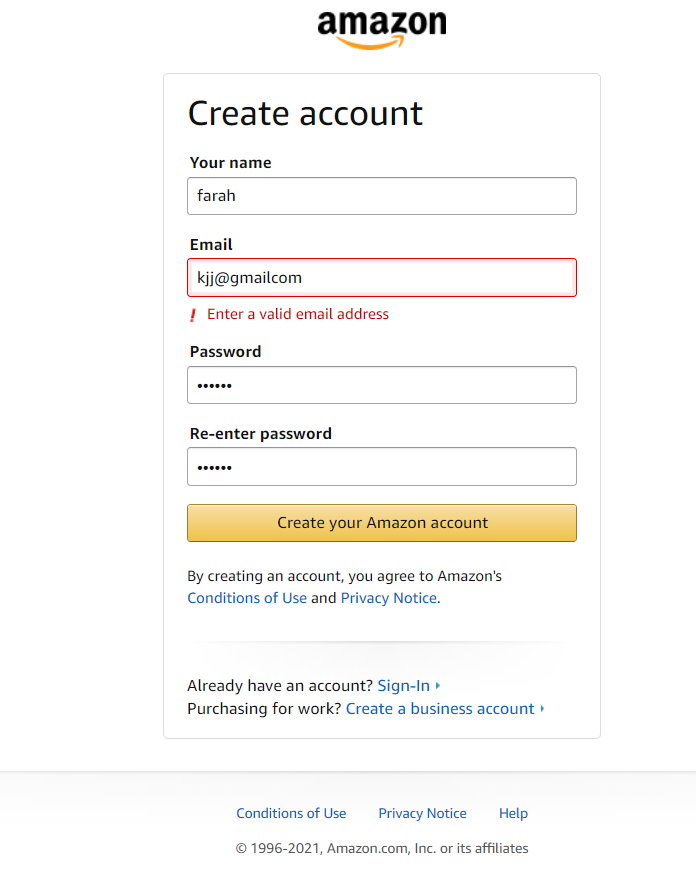 amazon
Create account
Your name
farah
Email
kjj@gmailcom
! Enter a valid email address
Password
••••••
Re-enter password
••••••
Create your Amazon account
By creating an account, you agree to Amazon's
Conditions of Use and Privacy Notice.
Already have an account? Sign-In
Purchasing for work? Create a business account
Conditions of Use Privacy Notice Help
© 1996-2021, Amazon.com, Inc. or its affiliates